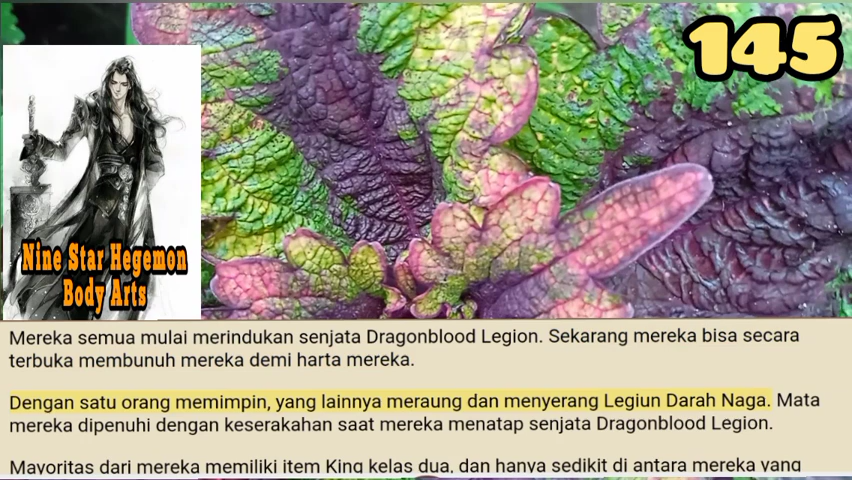 145
Nine Star Hegemon
Body Arts
Mereka semua mulai merindukan senjata Dragonblood Legion. Sekarang mereka bisa secara
terbuka membunuh mereka demi harta mereka.
Dengan satu orang memimpin, yang lainnya meraung dan menyerang Legiun Darah Naga. Mata
mereka dipenuhi dengan keserakahan saat mereka menatap senjata Dragonblood Legion.
Mayoritas dari mereka memiliki item King kelas dua, dan hanya sedikit di antara mereka yang